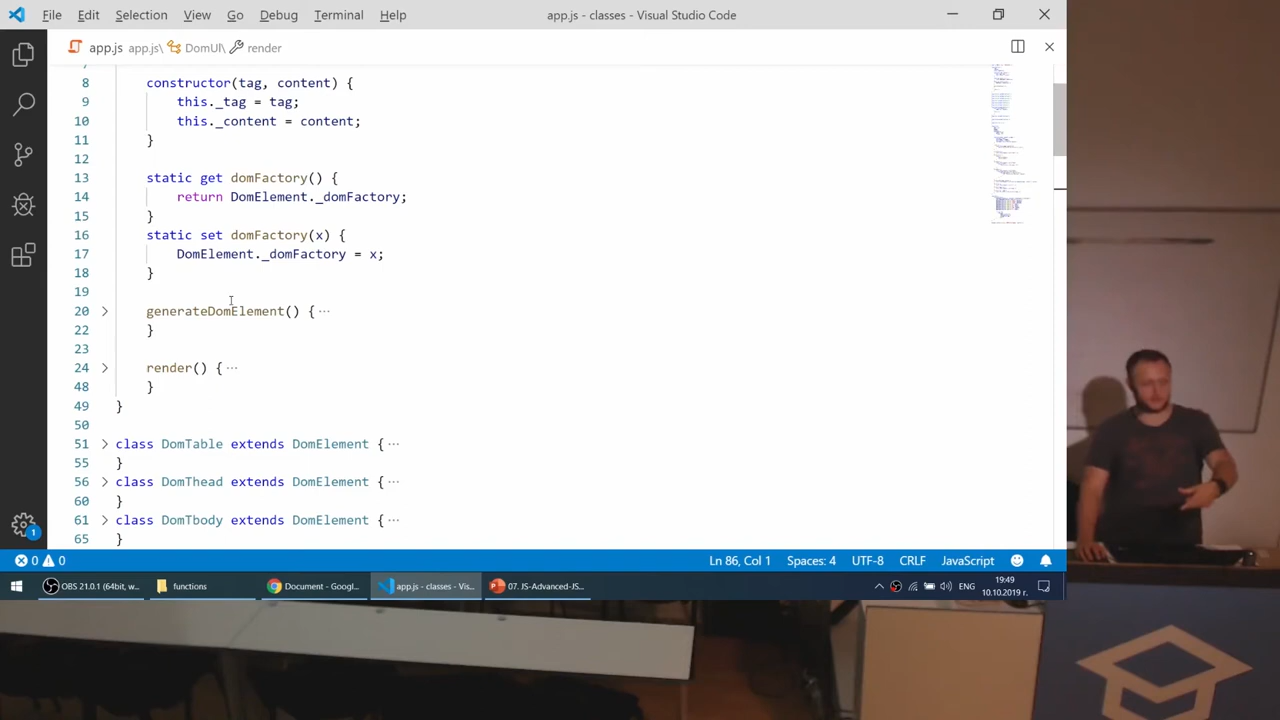 File Edit Selection View Go Debug Terminal Help app.js - classes - Visual Studio Code
app.js app.js\ DomUI\ render
7
8 constructor(tag, content) {
9 this._tag = tag;
10 this._content = content;
11 }
12
13 static get domFactory
14 return DomElement._domFactory;
15 }
16 static set domFactory(x) {
17 DomElement._domFactory = x;
18 }
19
20 generateDomElement() { ...
22 }
23
24 render() { ...
48 }
49 }
50
51 class DomTable extends DomElement { ...
55 }
56 class DomThead extends DomElement { ...
60 }
61 class DomTbody extends DomElement { ...
65 }
1
0 0 Ln 86, Col 1 Spaces: 4 UTF-8 CRLF JavaScript
OBS 21.0.1 (64bit, w... functions Document - Googl... app.js - classes - Vis... 07. JS-Advanced-JS... ENG 19:49
10.10.2019 г.